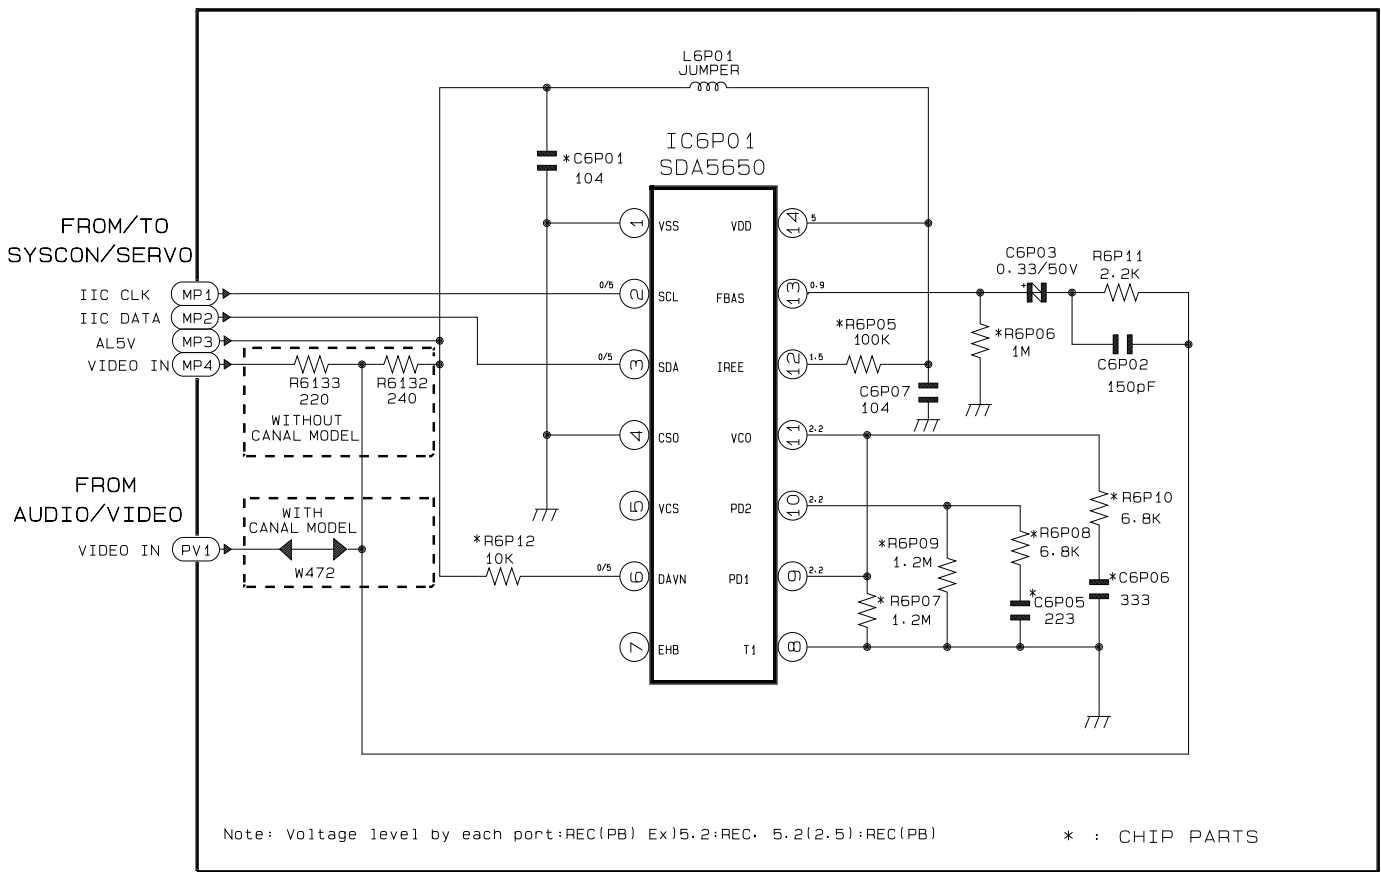 L6P01
JUMPER
IC6P01
SDA5650
*C6P01
104
FROM/TO
SYSCON/SERVO
IIC CLK MP1
IIC DATA MP2
AL5V MP3
VIDEO IN MP4
R6133
220
R6132
240
WITHOUT
CANAL MODEL
FROM
AUDIO/VIDEO
VIDEO IN PV1
WITH
CANAL MODEL
W472
*R6P12
10K
1 VSS
0/5 2 SCL
0/5 3 SDA
4 CSO
5 VCS
0/5 6 DAVN
7 EHB
VDD 14 5
FBAS 13 0.9
IREE 12 1.5
VCO 11 2.2
PD2 10 2.2
PD1 9 2.2
T1 8
C6P03
0.33/50V
+
R6P11
2.2K
*R6P05
100K
*R6P06
1M
C6P02
150pF
C6P07
104
*R6P10
6.8K
*R6P08
6.8K
*R6P09
1.2M
*C6P06
333
*R6P07
1.2M
*C6P05
223
Note: Voltage level by each port:REC(PB) Ex)5.2:REC. 5.2(2.5):REC(PB)
* : CHIP PARTS